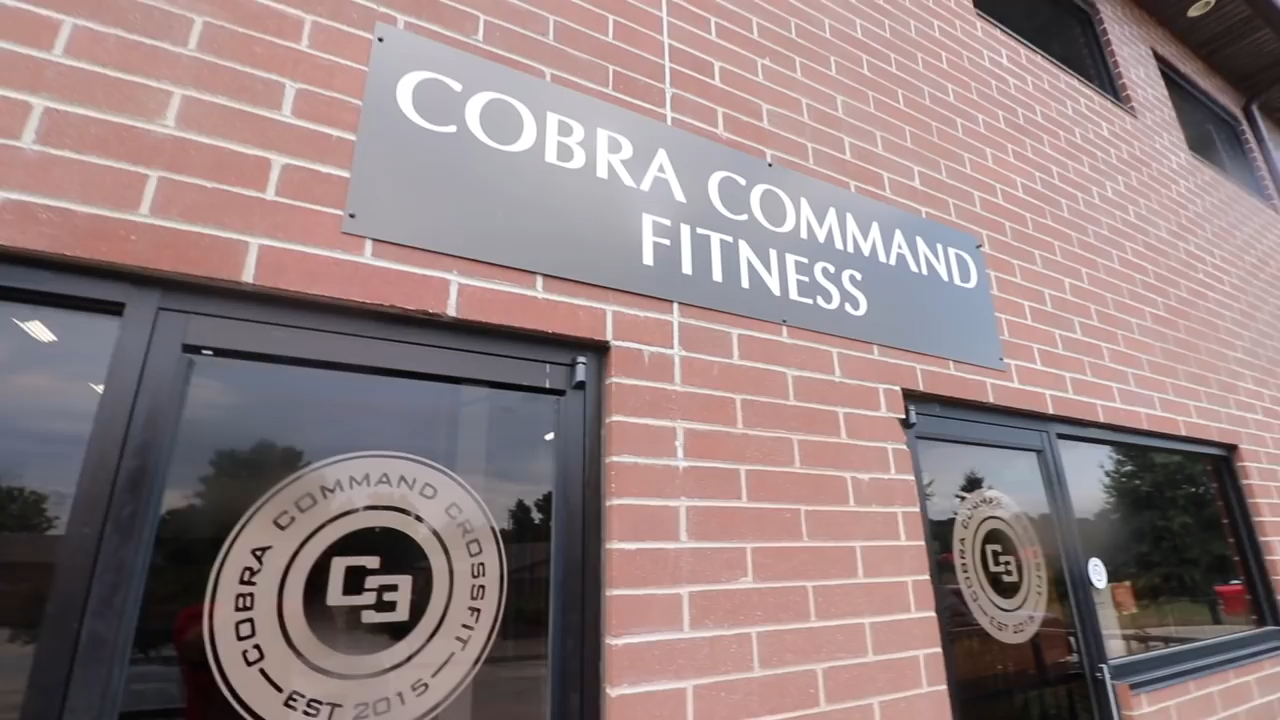 COBRA COMMAND
FITNESS
COBRA COMMAND CROSSFIT
C3
EST 2015
COBRA COMMAND CROSSFIT
C3
EST 2015